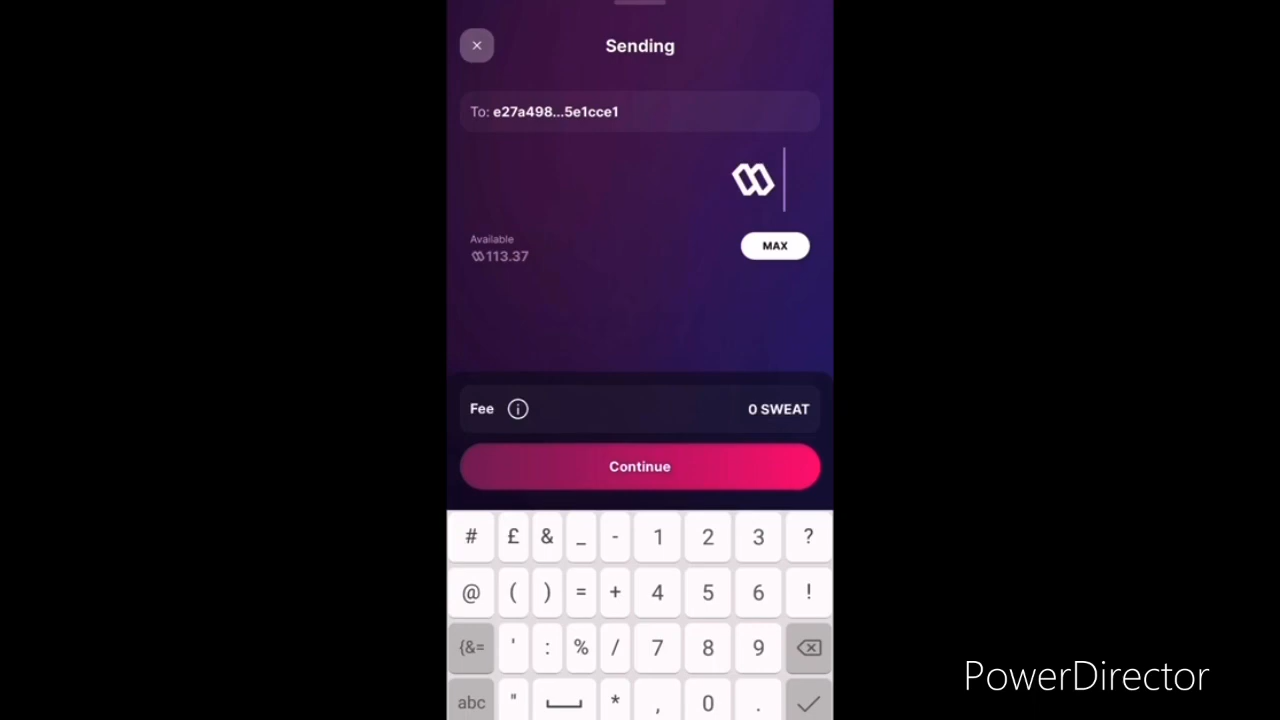 Sending
To: e27a498...5e1cce1
Available
113.37
MAX
Fee
0 SWEAT
Continue
# £ & _ - 1 2 3 ?
@ ( ) = + 4 5 6 !
{&= ' : % / 7 8 9
abc " * , 0 .
PowerDirector